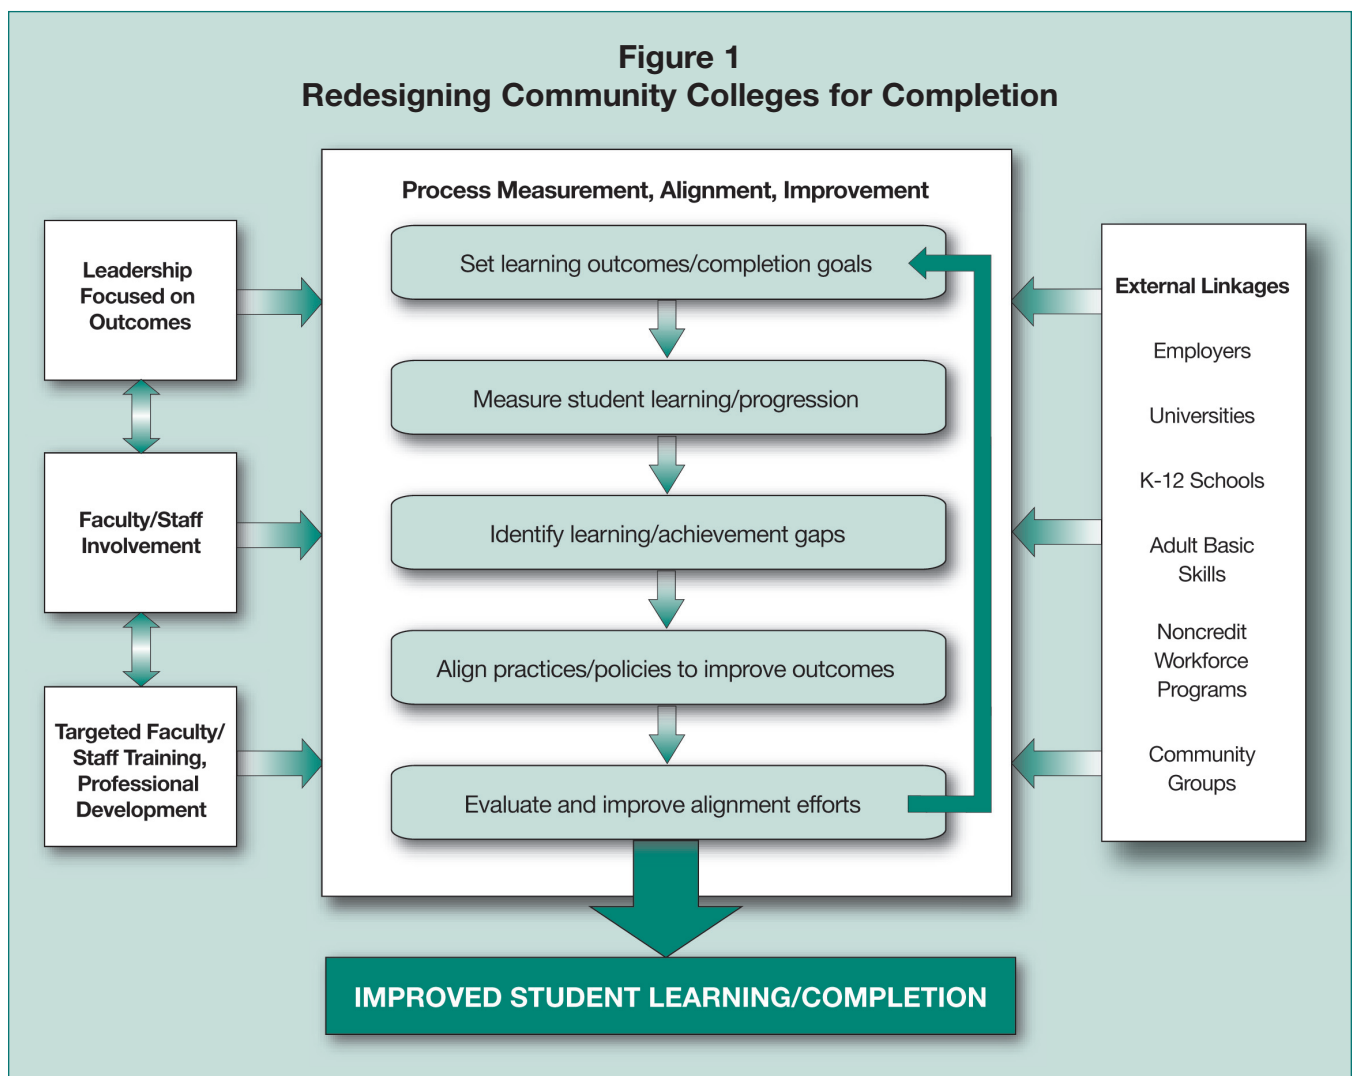 Figure 1
Redesigning Community Colleges for Completion
Process Measurement, Alignment, Improvement
Leadership
Focused on
Outcomes
Faculty/Staff
Involvement
Targeted Faculty/
Staff Training,
Professional
Development
Set learning outcomes/completion goals
Measure student learning/progression
Identify learning/achievement gaps
Align practices/policies to improve outcomes
Evaluate and improve alignment efforts
External Linkages
Employers
Universities
K-12 Schools
Adult Basic
Skills
Noncredit
Workforce
Programs
Community
Groups
IMPROVED STUDENT LEARNING/COMPLETION